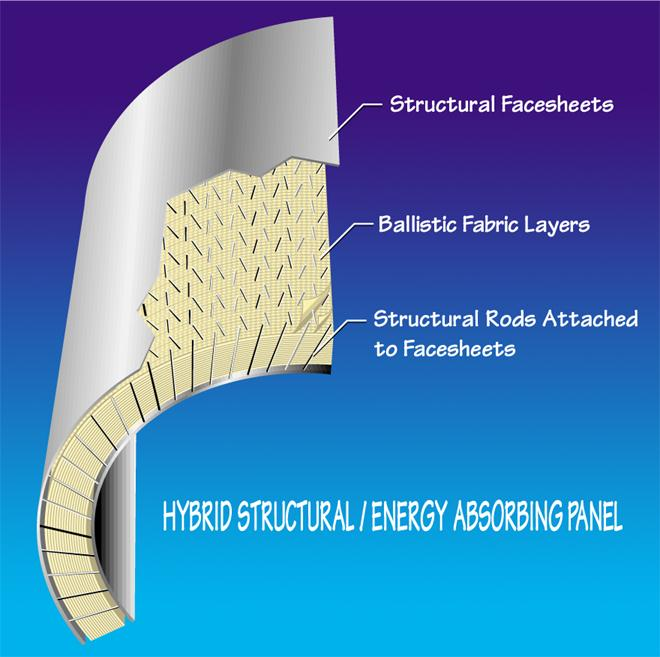 Structural Facesheets
Ballistic Fabric Layers
Structural Rods Attached
to Facesheets
HYBRID STRUCTURAL / ENERGY ABSORBING PANEL